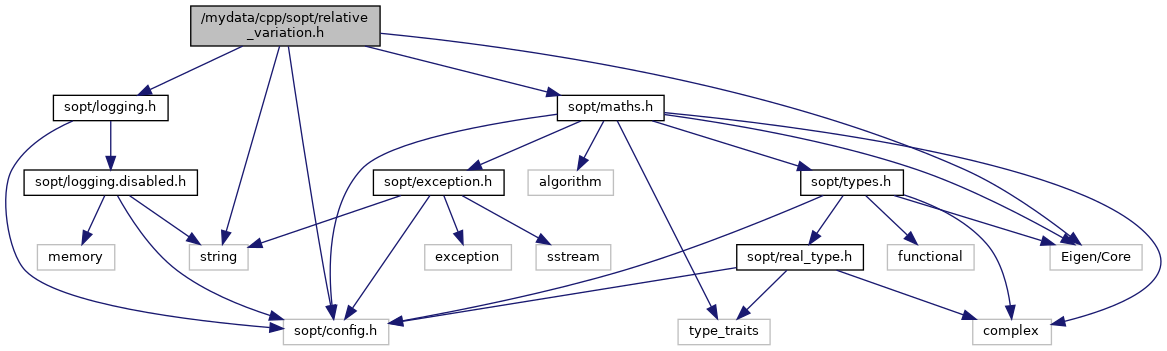 /mydata/cpp/sopt/relative
_variation.h
sopt/logging.h
sopt/maths.h
sopt/logging.disabled.h
sopt/exception.h
algorithm
sopt/types.h
memory
string
exception
sstream
sopt/real_type.h
functional
Eigen/Core
sopt/config.h
type_traits
complex